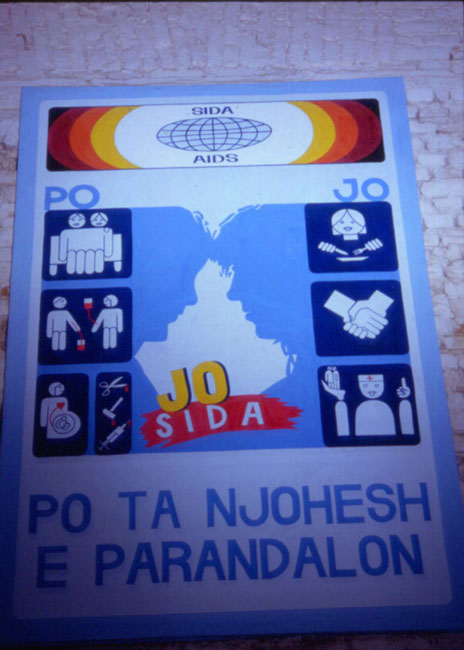 SIDA
AIDS
PO
JO
JO
SIDA
PO TA NJOHESH
E PARANDALON